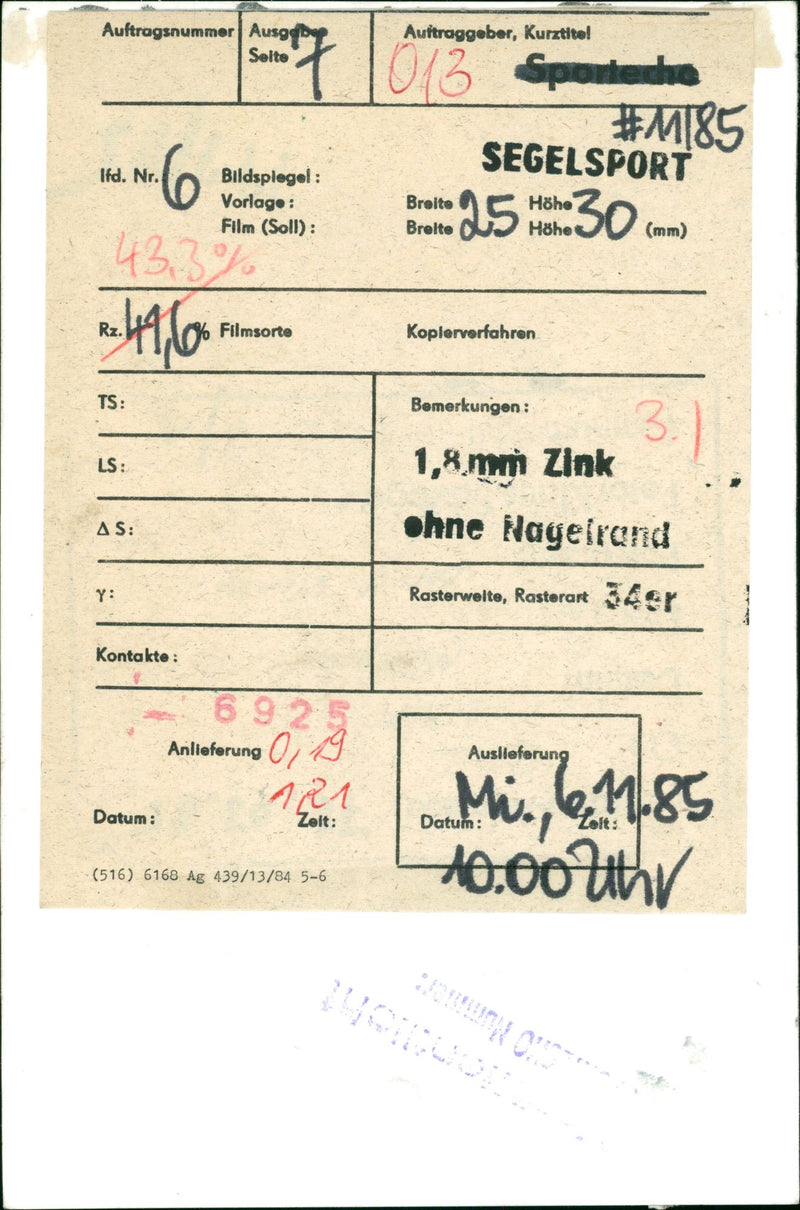 Auftragsnummer Ausgabe Auftraggeber, Kurztitel
Seite 7 013 Sportecho
#11/85
SEGELSPORT
lfd. Nr. 6 Bildspiegel:
Vorlage: Breite 25 Höhe 30
Film (Soll): Breite Höhe (mm)
43,3%
Rz. 41,6% Filmsorte Kopierverfahren
TS: Bemerkungen: 3.1
LS: 1,8 mm Zink
Δ S: ohne Nagelrand
γ: Rasterweite, Rasterart 34er
Kontakte:
6925
Anlieferung 0,19 Auslieferung
1,21
Datum: Zeit: Datum: Mi., 6.11.85 Zeit:
10.00 Uhr
(516) 6168 Ag 439/13/84 5-6